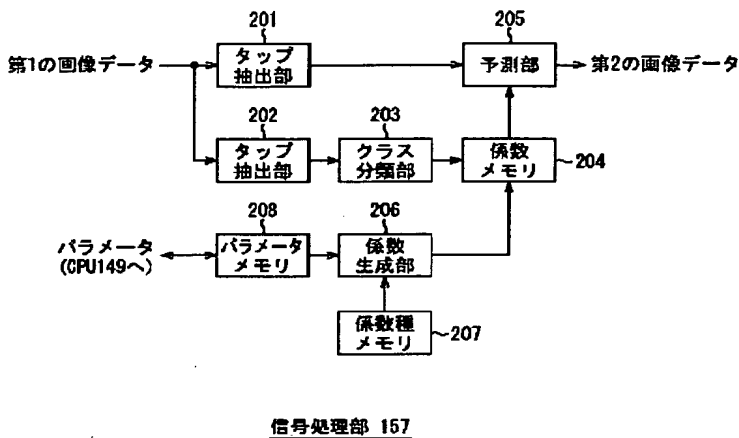 201
205
第1の画像データ
タップ
抽出部
予測部
第2の画像データ
202
203
タップ
抽出部
クラス
分類部
係数
メモリ
204
208
206
パラメータ
(CPU149へ)
パラメータ
メモリ
係数
生成部
係数種
メモリ
207
信号処理部 157